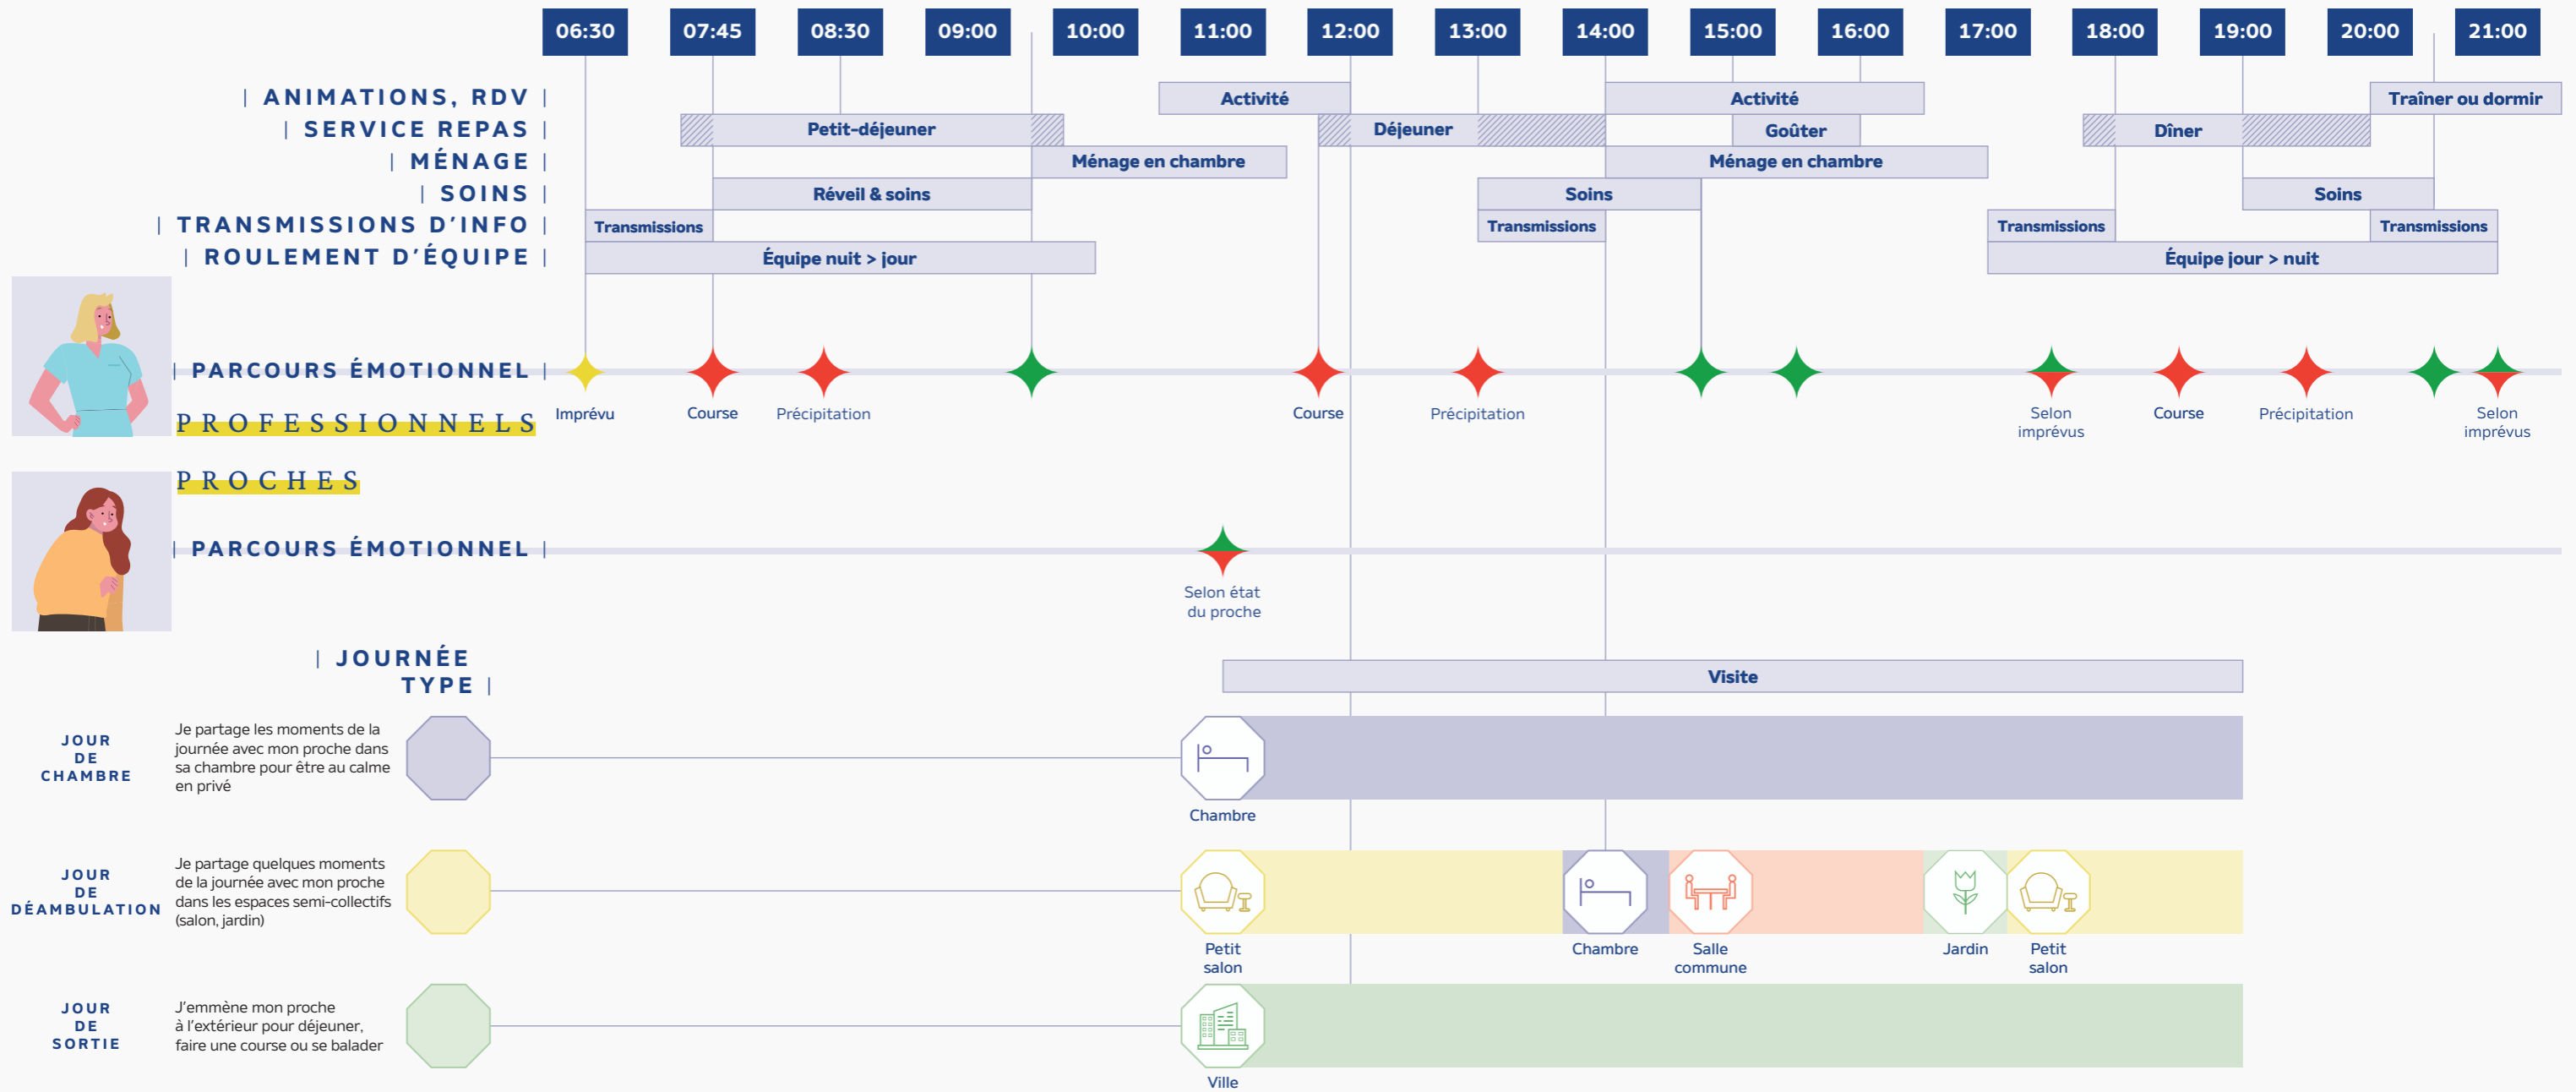 06:30 07:45 08:30 09:00 10:00 11:00 12:00 13:00 14:00 15:00 16:00 17:00 18:00 19:00 20:00 21:00
| ANIMATIONS, RDV |
Activité
Activité
Traîner ou dormir
| SERVICE REPAS |
Petit-déjeuner
Déjeuner
Goûter
Dîner
| MÉNAGE |
Ménage en chambre
Ménage en chambre
| SOINS |
Réveil & soins
Soins
Soins
| TRANSMISSIONS D'INFO |
Transmissions
Transmissions
Transmissions
Transmissions
| ROULEMENT D'ÉQUIPE |
Équipe nuit > jour
Équipe jour > nuit
| PARCOURS ÉMOTIONNEL |
PROFESSIONNELS
Imprévu
Course
Précipitation
Course
Précipitation
Selon
imprévus
Course
Précipitation
Selon
imprévus
PROCHES
| PARCOURS ÉMOTIONNEL |
Selon état
du proche
| JOURNÉE
TYPE |
Visite
JOUR
DE
CHAMBRE
Je partage les moments de la
journée avec mon proche dans
sa chambre pour être au calme
en privé
Chambre
JOUR
DE
DÉAMBULATION
Je partage quelques moments
de la journée avec mon proche
dans les espaces semi-collectifs
(salon, jardin)
Petit
salon
Chambre
Salle
commune
Jardin
Petit
salon
JOUR
DE
SORTIE
J'emmène mon proche
à l'extérieur pour déjeuner,
faire une course ou se balader
Ville